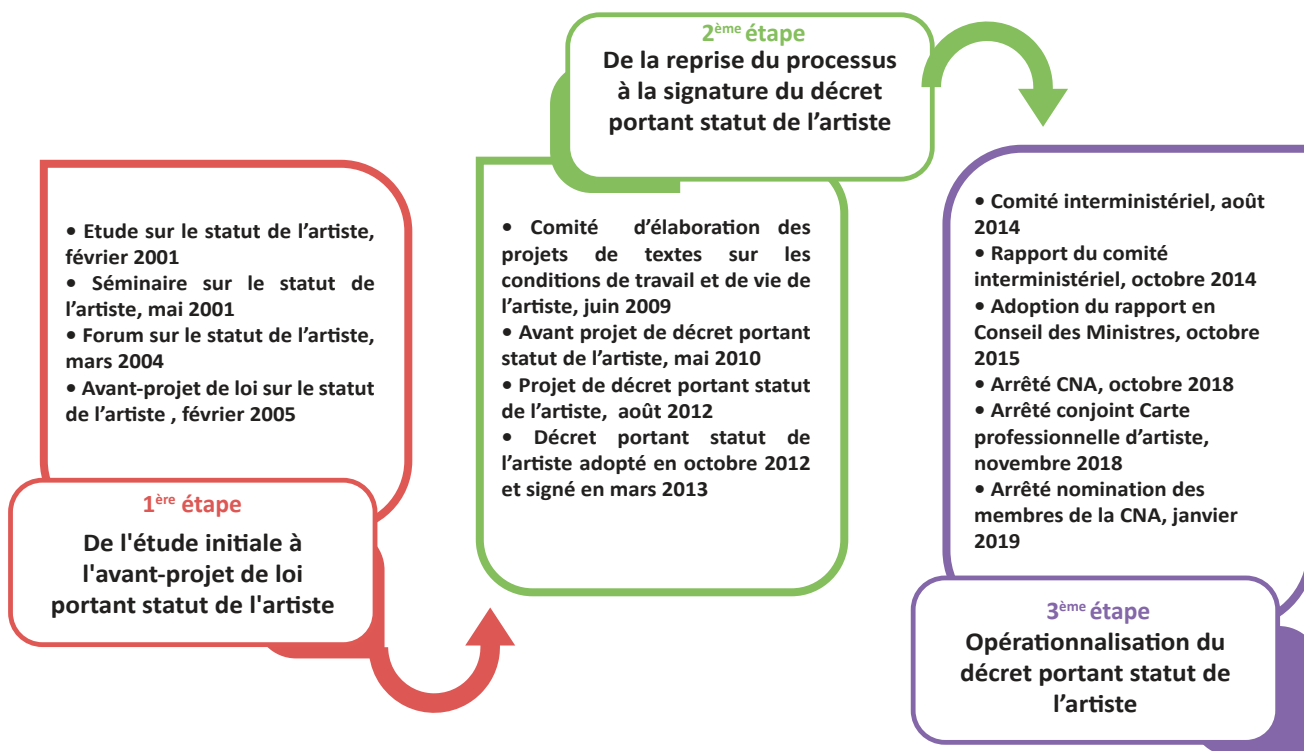 • Etude sur le statut de l’artiste,
février 2001
• Séminaire sur le statut de
l’artiste, mai 2001
• Forum sur le statut de l’artiste,
mars 2004
• Avant-projet de loi sur le statut
de l’artiste , février 2005
1ère étape
De l'étude initiale à
l'avant-projet de loi
portant statut de l'artiste
2ème étape
De la reprise du processus
à la signature du décret
portant statut de l’artiste
• Comité d’élaboration des
projets de textes sur les
conditions de travail et de vie de
l’artiste, juin 2009
• Avant projet de décret portant
statut de l’artiste, mai 2010
• Projet de décret portant statut
de l’artiste, août 2012
• Décret portant statut de
l’artiste adopté en octobre 2012
et signé en mars 2013
• Comité interministériel, août
2014
• Rapport du comité
interministériel, octobre 2014
• Adoption du rapport en
Conseil des Ministres, octobre
2015
• Arrêté CNA, octobre 2018
• Arrêté conjoint Carte
professionnelle d’artiste,
novembre 2018
• Arrêté nomination des
membres de la CNA, janvier
2019
3ème étape
Opérationnalisation du
décret portant statut de
l’artiste